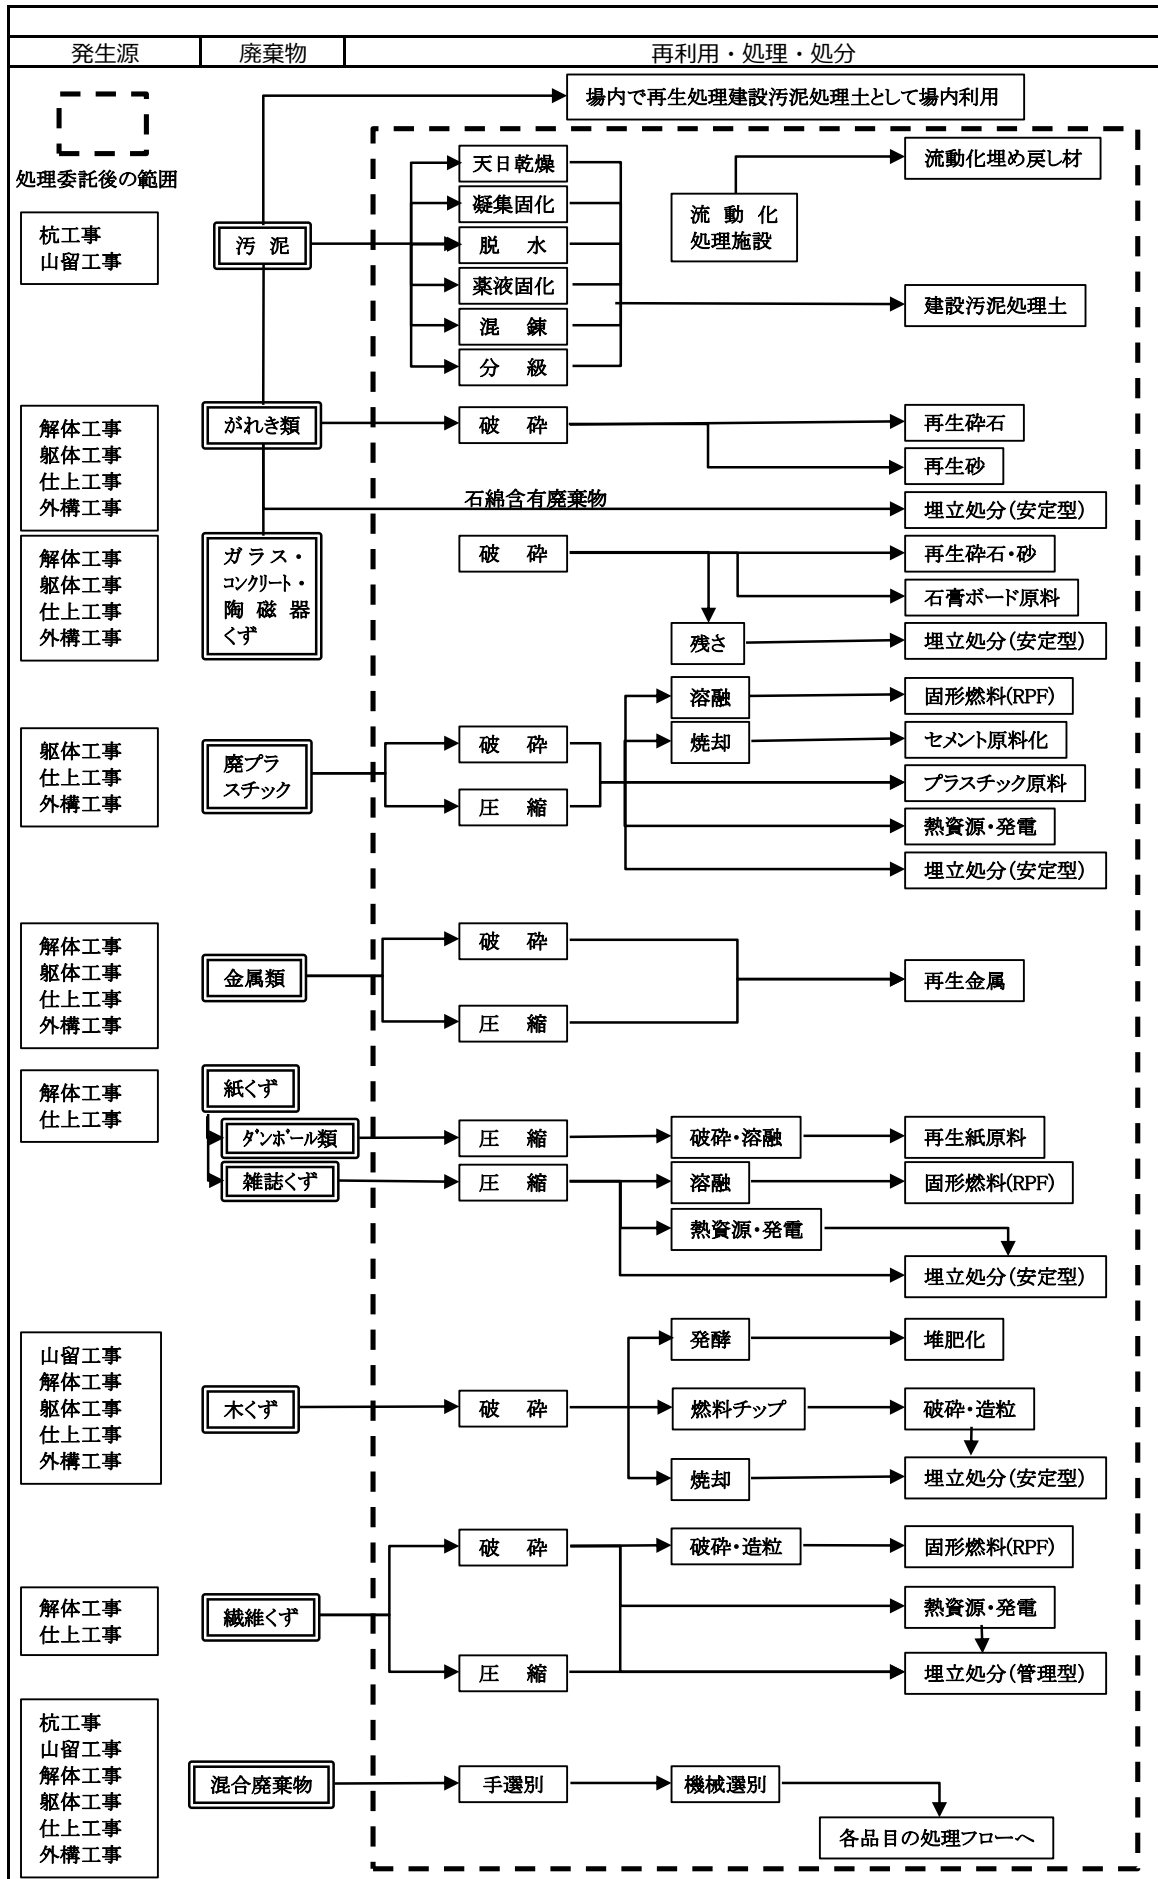 発生源
廃棄物
再利用・処理・処分
処理委託後の範囲
場内で再生処理建設汚泥処理土として場内利用
杭工事
山留工事
汚 泥
天日乾燥
凝集固化
脱 水
薬液固化
混 錬
分 級
流 動 化
処理施設
流動化埋め戻し材
建設汚泥処理土
解体工事
躯体工事
仕上工事
外構工事
がれき類
破 砕
再生砕石
再生砂
石綿含有廃棄物
埋立処分(安定型)
解体工事
躯体工事
仕上工事
外構工事
ガラス・
コンクリート・
陶 磁 器
くず
破 砕
再生砕石・砂
石膏ボード原料
残さ
埋立処分(安定型)
躯体工事
仕上工事
外構工事
廃プラ
スチック
破 砕
圧 縮
溶融
焼却
固形燃料(RPF)
セメント原料化
プラスチック原料
熱資源・発電
埋立処分(安定型)
解体工事
躯体工事
仕上工事
外構工事
金属類
破 砕
圧 縮
再生金属
解体工事
仕上工事
紙くず
ダンボール類
圧 縮
破砕・溶融
再生紙原料
雑誌くず
圧 縮
溶融
固形燃料(RPF)
熱資源・発電
埋立処分(安定型)
山留工事
解体工事
躯体工事
仕上工事
外構工事
木くず
破 砕
発酵
堆肥化
燃料チップ
破砕・造粒
焼却
埋立処分(安定型)
解体工事
仕上工事
繊維くず
破 砕
破砕・造粒
固形燃料(RPF)
熱資源・発電
圧 縮
埋立処分(管理型)
杭工事
山留工事
解体工事
躯体工事
仕上工事
外構工事
混合廃棄物
手選別
機械選別
各品目の処理フローへ